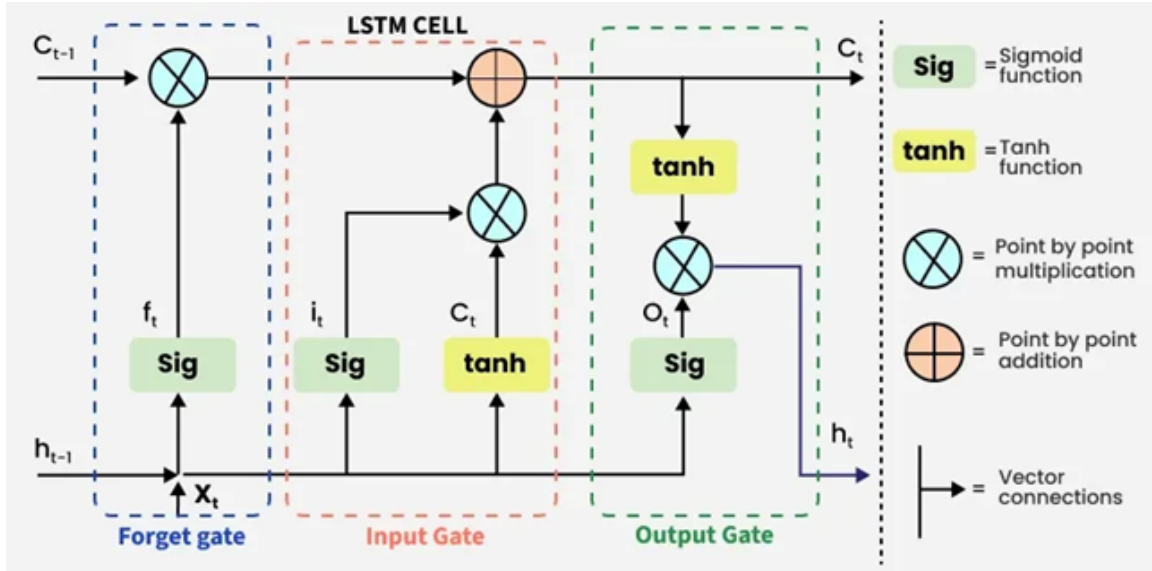 LSTM CELL
Cₜ₋₁
Cₜ
fₜ
iₜ
Cₜ
Oₜ
tanh
Sig
Sig
tanh
Sig
hₜ₋₁
Xₜ
hₜ
Forget gate
Input Gate
Output Gate
Sig
=Sigmoid
function
tanh
=Tanh
function
= Point by point
multiplication
= Point by point
addition
= Vector
connections